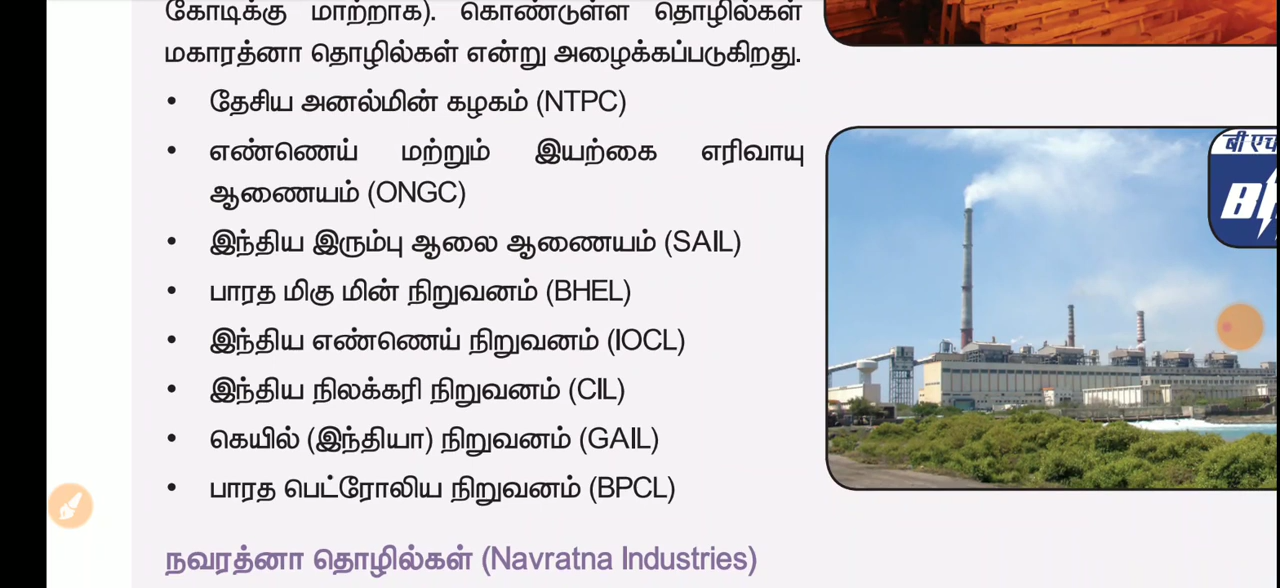 கோடிக்கு மாற்றாக). கொண்டுள்ள தொழில்கள்
மகாரத்னா தொழில்கள் என்று அழைக்கப்படுகிறது.
• தேசிய அனல்மின் கழகம் (NTPC)
• எண்ணெய் மற்றும் இயற்கை எரிவாயு
ஆணையம் (ONGC)
• இந்திய இரும்பு ஆலை ஆணையம் (SAIL)
• பாரத மிகு மின் நிறுவனம் (BHEL)
• இந்திய எண்ணெய் நிறுவனம் (IOCL)
• இந்திய நிலக்கரி நிறுவனம் (CIL)
• கெயில் (இந்தியா) நிறுவனம் (GAIL)
• பாரத பெட்ரோலிய நிறுவனம் (BPCL)
நவரத்னா தொழில்கள் (Navratna Industries)
बी एच